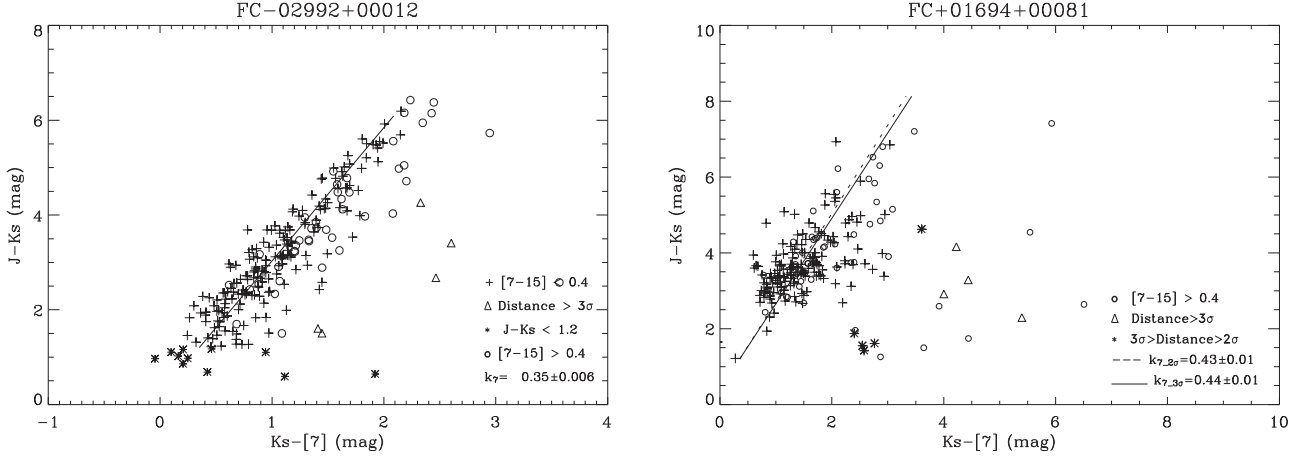 FC-02992+00012
8
6
4
2
0
J-Ks (mag)
+ [7-15] < 0.4
△ Distance > 3σ
* J-Ks < 1.2
o [7-15] > 0.4
k7= 0.35±0.006
-1 0 1 2 3 4
Ks-[7] (mag)
FC+01694+00081
10
8
6
4
2
0
J-Ks (mag)
o [7-15] > 0.4
△ Distance>3σ
* 3σ>Distance>2σ
k7_2σ=0.43±0.01
k7_3σ=0.44±0.01
0 2 4 6 8 10
Ks-[7] (mag)